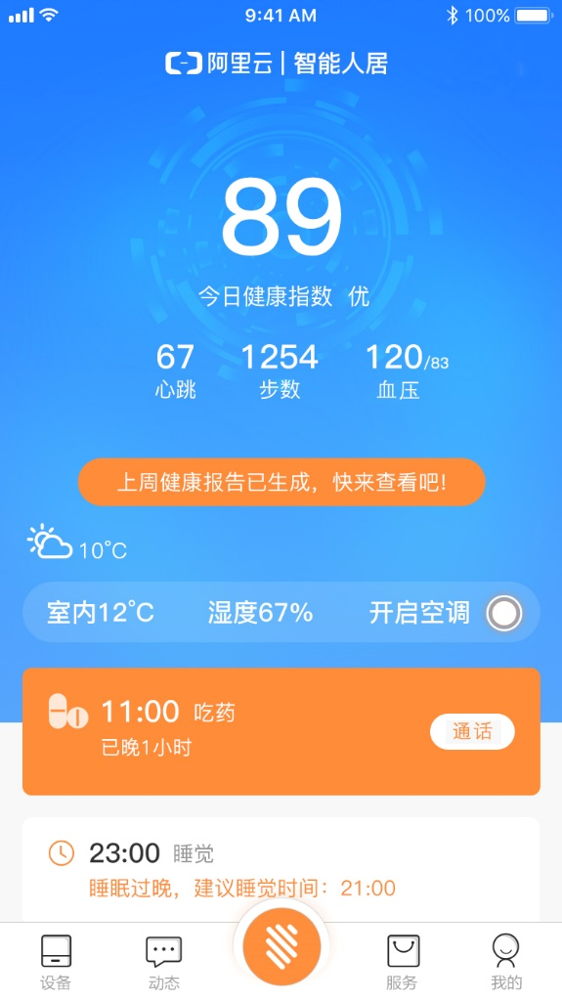 9:41 AM
100%
阿里云 | 智能人居
89
今日健康指数 优
67
1254
120/83
心跳
步数
血压
上周健康报告已生成，快来查看吧!
10°C
室内12°C 湿度67% 开启空调
11:00 吃药
已晚1小时
通话
23:00 睡觉
睡眠过晚，建议睡觉时间：21:00
设备
动态
服务
我的